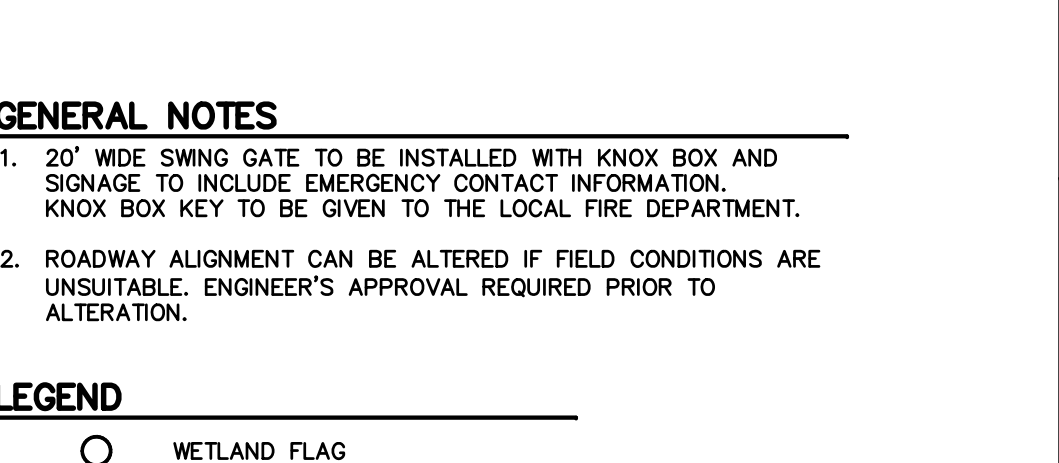 GENERAL NOTES
1. 20' WIDE SWING GATE TO BE INSTALLED WITH KNOX BOX AND
SIGNAGE TO INCLUDE EMERGENCY CONTACT INFORMATION.
KNOX BOX KEY TO BE GIVEN TO THE LOCAL FIRE DEPARTMENT.
2. ROADWAY ALIGNMENT CAN BE ALTERED IF FIELD CONDITIONS ARE
UNSUITABLE. ENGINEER'S APPROVAL REQUIRED PRIOR TO
ALTERATION.
LEGEND
WETLAND FLAG